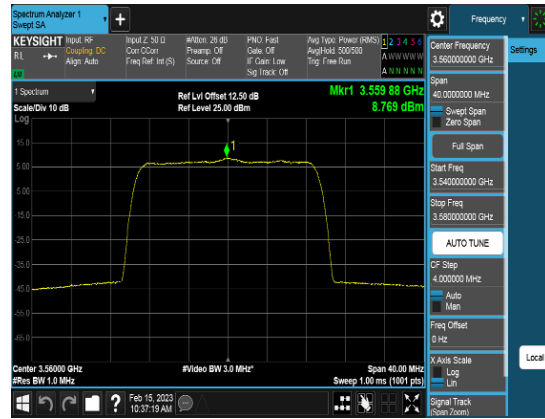 Spectrum Analyzer 1
Swept SA
+
Frequency
KEYSIGHT
Input: RF
Coupling: DC
Align: Auto
Input Z: 50 Ω
Corr CCorr
Freq Ref: Int (S)
#Atten: 26 dB
Preamp: Off
Source: Off
PNO: Fast
Gate: Off
IF Gain: Low
Sig Track: Off
Avg Type: Power (RMS)
Avg|Hold: 500/500
Trig: Free Run
1 2 3 4 5 6
A W W W W W
A N N N N N
RL
1 Spectrum
Scale/Div 10 dB
Log
Ref Lvl Offset 12.50 dB
Ref Level 25.00 dBm
Mkr1 3.559 88 GHz
8.769 dBm
15.0
5.00
-5.00
-15.0
-25.0
-35.0
-45.0
-55.0
-65.0
1
Center 3.56000 GHz
#Res BW 1.0 MHz
#Video BW 3.0 MHz*
Span 40.00 MHz
Sweep 1.00 ms (1001 pts)
Feb 15, 2023
10:37:19 AM
?
Center Frequency
3.560000000 GHz
Settings
Span
40.0000000 MHz
Swept Span
Zero Span
Full Span
Start Freq
3.540000000 GHz
Stop Freq
3.580000000 GHz
AUTO TUNE
CF Step
4.000000 MHz
Auto
Man
Freq Offset
0 Hz
X Axis Scale
Log
Lin
Local
Signal Track
(Span Zoom)